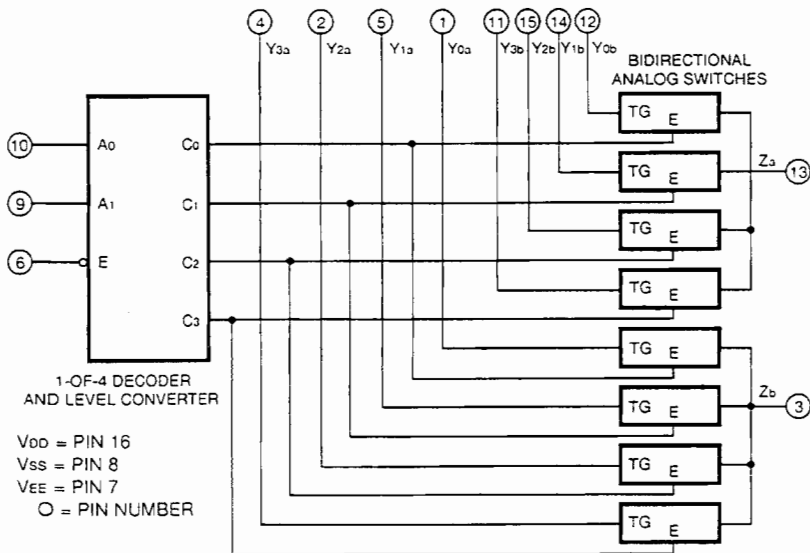 4 2 5 1 11 15 14 12
Y3a Y2a Y1a Y0a Y3b Y2b Y1b Y0b
BIDIRECTIONAL
ANALOG SWITCHES
TG E
10 A0 C0
TG E Za 13
9 A1 C1
TG E
6 E C2
TG E
C3
TG E
1-OF-4 DECODER
AND LEVEL CONVERTER
TG E Zb 3
VDD = PIN 16
VSS = PIN 8
TG E
VEE = PIN 7
O = PIN NUMBER
TG E